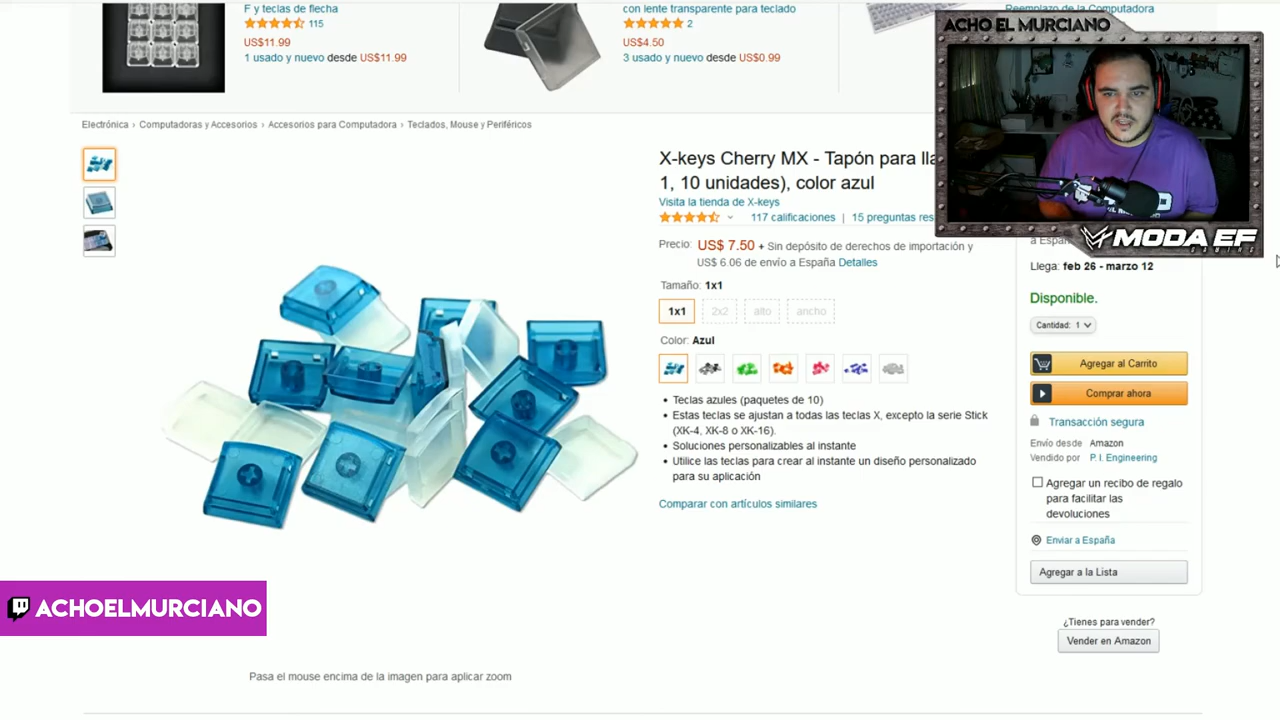 F y teclas de flecha
115
US$11.99
1 usado y nuevo desde US$11.99
con lente transparente para teclado
2
US$4.50
3 usado y nuevo desde US$0.99
Reemplazo de la Computadora
ACHO EL MURCIANO
MODA EF
GAMING
Electrónica › Computadoras y Accesorios › Accesorios para Computadora › Teclados, Mouse y Periféricos
X-keys Cherry MX - Tapón para lla
1, 10 unidades), color azul
Visita la tienda de X-keys
117 calificaciones | 15 preguntas res
Precio: US$ 7.50 + Sin depósito de derechos de importación y
US$ 6.06 de envío a España Detalles
Tamaño: 1x1
1x1 2x2 alto ancho
Color: Azul
• Teclas azules (paquetes de 10)
• Estas teclas se ajustan a todas las teclas X, excepto la serie Stick
(XK-4, XK-8 o XK-16).
• Soluciones personalizables al instante
• Utilice las teclas para crear al instante un diseño personalizado
para su aplicación
Comparar con artículos similares
a España
Llega: feb 26 - marzo 12
Disponible.
Cantidad: 1
Agregar al Carrito
Comprar ahora
Transacción segura
Envío desde Amazon
Vendido por P. I. Engineering
Agregar un recibo de regalo
para facilitar las
devoluciones
Enviar a España
Agregar a la Lista
¿Tienes para vender?
Vender en Amazon
ACHOELMURCIANO
Pasa el mouse encima de la imagen para aplicar zoom